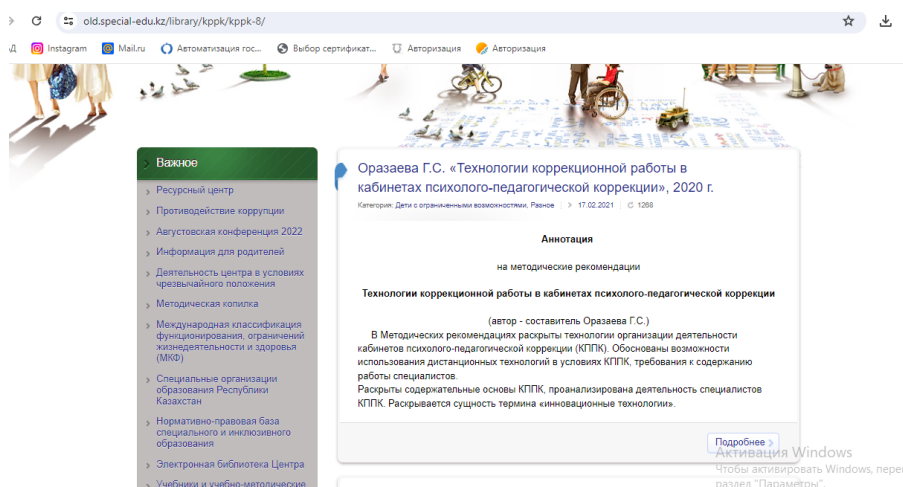 old.special-edu.kz/library/kppk/kppk-8/
Instagram
Mail.ru
Автоматизация гос...
Выбор сертификат...
Авторизация
Авторизация
Важное
Ресурсный центр
Противодействие коррупции
Августовская конференция 2022
Информация для родителей
Деятельность центра в условиях
чрезвычайного положения
Методическая копилка
Международная классификация
функционирования, ограничений
жизнедеятельности и здоровья
(МКФ)
Специальные организации
образования Республики
Казахстан
Нормативно-правовая база
специального и инклюзивного
образования
Электронная библиотека Центра
Учебники и учебно-методические
Оразаева Г.С. «Технологии коррекционной работы в
кабинетах психолого-педагогической коррекции», 2020 г.
Категория: Дети с ограниченными возможностями, Разное | 17.02.2021 | 1268
Аннотация
на методические рекомендации
Технологии коррекционной работы в кабинетах психолого-педагогической коррекции
(автор - составитель Оразаева Г.С.)
В Методических рекомендациях раскрыты технологии организации деятельности
кабинетов психолого-педагогической коррекции (КППК). Обоснованы возможности
использования дистанционных технологий в условиях КППК, требования к содержанию
работы специалистов.
Раскрыты содержательные основы КППК, проанализирована деятельность специалистов
КППК. Раскрывается сущность термина «инновационные технологии».
Подробнее
Активация Windows
Чтобы активировать Windows, пере
раздел "Параметры".